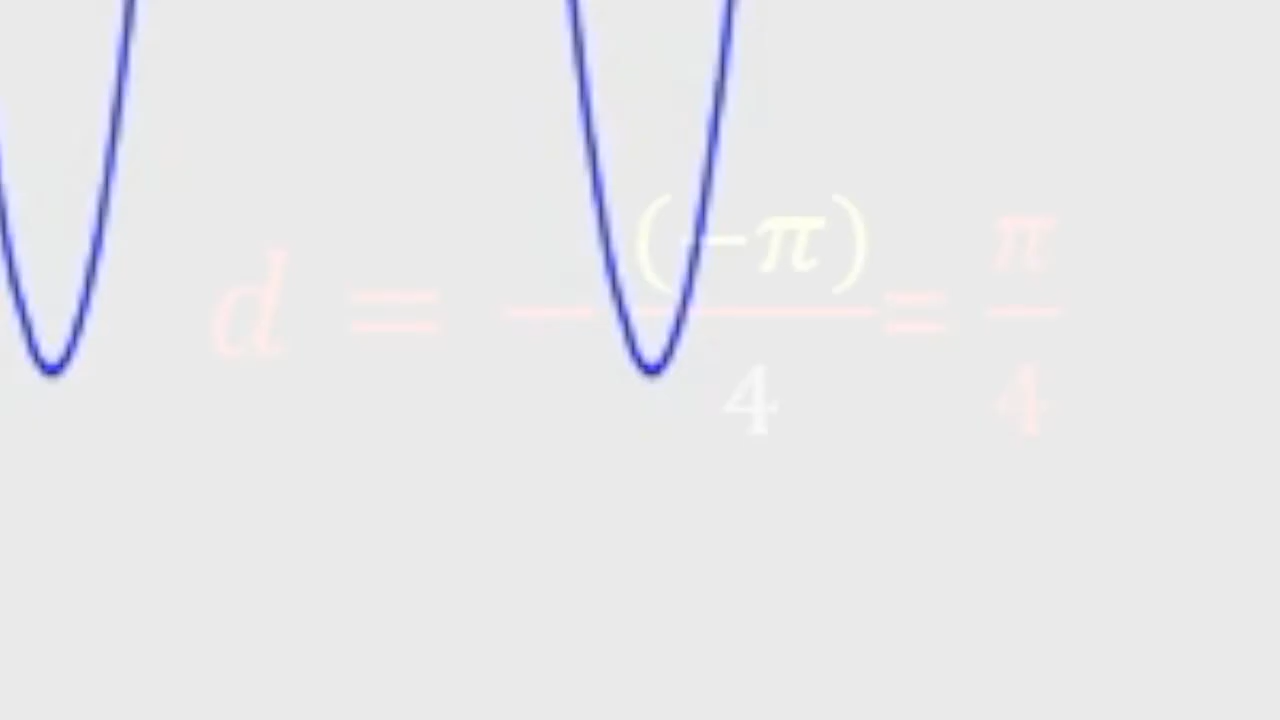 d = −(−π)/4 = π/4